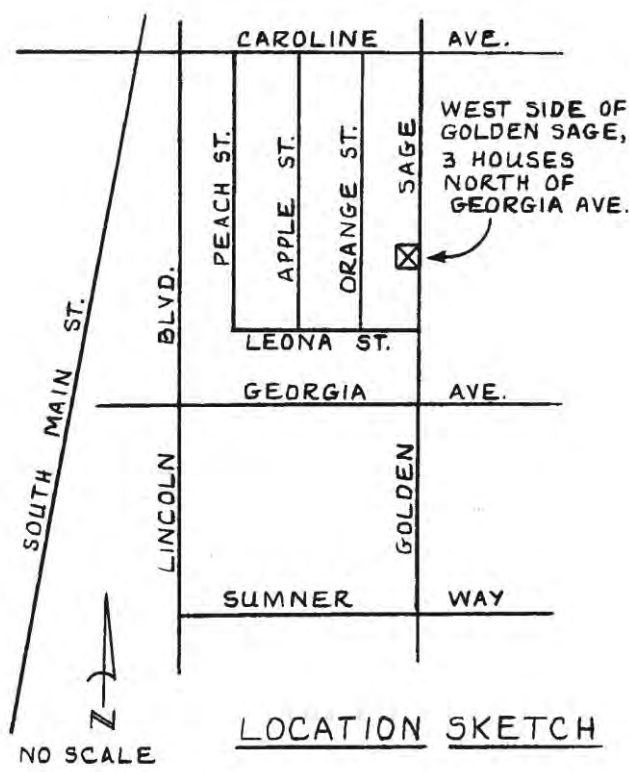 CAROLINE AVE.
WEST SIDE OF
GOLDEN SAGE,
3 HOUSES
NORTH OF
GEORGIA AVE.
PEACH ST.
APPLE ST.
ORANGE ST.
GOLDEN SAGE
LEONA ST.
GEORGIA AVE.
LINCOLN BLVD.
SOUTH MAIN ST.
SUMNER WAY
N
NO SCALE
LOCATION SKETCH